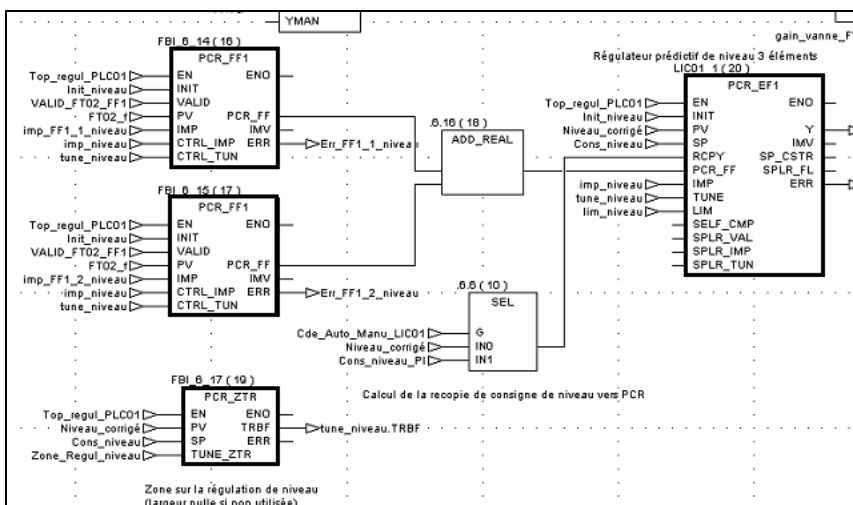 YMAN
gain_vanne_F
FBI_6_14 (16)
PCR_FF1
Top_regul_PLC01 EN ENO
Init_niveau INIT
VALID_FT02_FF1 VALID
FT02_f PV PCR_FF
imp_FF1_1_niveau IMP IMV
imp_niveau CTRL_IMP ERR Err_FF1_1_niveau
tune_niveau CTRL_TUN
.6.16 (18)
ADD_REAL
Régulateur prédictif de niveau 3 éléments
LIC01_1 (20)
PCR_EF1
Top_regul_PLC01 EN ENO
Init_niveau INIT
Niveau_corrigé PV Y
Cons_niveau SP IMV
RCPY SP_CSTR
PCR_FF SPLR_FL
imp_niveau IMP ERR
tune_niveau TUNE
lim_niveau LIM
SELF_CMP
SPLR_VAL
SPLR_IMP
SPLR_TUN
FBI_6_15 (17)
PCR_FF1
Top_regul_PLC01 EN ENO
Init_niveau INIT
VALID_FT02_FF1 VALID
FT02_f PV PCR_FF
imp_FF1_2_niveau IMP IMV
imp_niveau CTRL_IMP ERR Err_FF1_2_niveau
tune_niveau CTRL_TUN
.6.6 (10)
SEL
Cde_Auto_Manu_LIC01 G
Niveau_corrigé IN0
Cons_niveau_PI IN1
Calcul de la recopie de consigne de niveau vers PCR
FBI_6_17 (19)
PCR_ZTR
Top_regul_PLC01 EN ENO
Niveau_corrigé PV TRBF tune_niveau.TRBF
Cons_niveau SP ERR
Zone_Regul_niveau TUNE_ZTR
Zone sur la régulation de niveau
(largeur nulle si non utilisée)